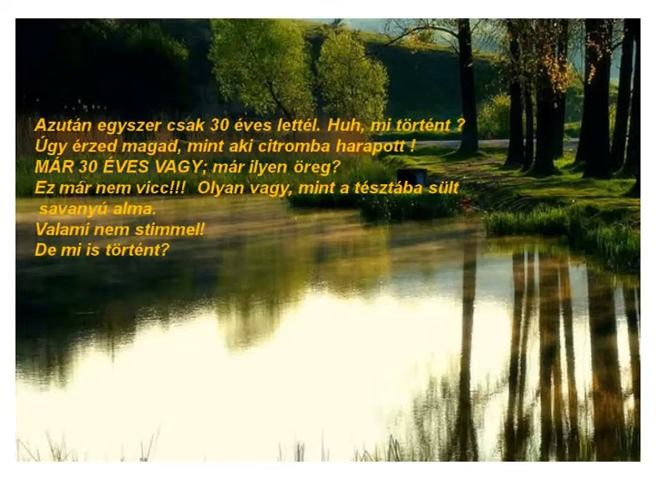 Azután egyszer csak 30 éves lettél. Huh, mi történt ?
Úgy érzed magad, mint aki citromba harapott !
MÁR 30 ÉVES VAGY; már ilyen öreg?
Ez már nem vicc!!!  Olyan vagy, mint a tésztába sült
savanyú alma.
Valami nem stimmel!
De mi is történt?